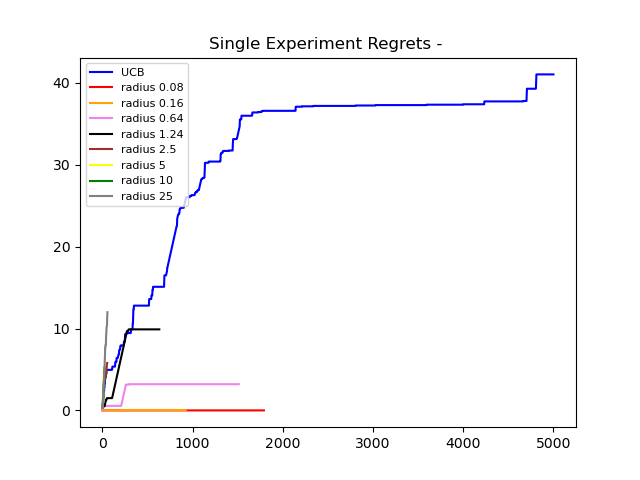 Single Experiment Regrets -
UCB
radius 0.08
radius 0.16
radius 0.64
radius 1.24
radius 2.5
radius 5
radius 10
radius 25
40
30
20
10
0
0 1000 2000 3000 4000 5000